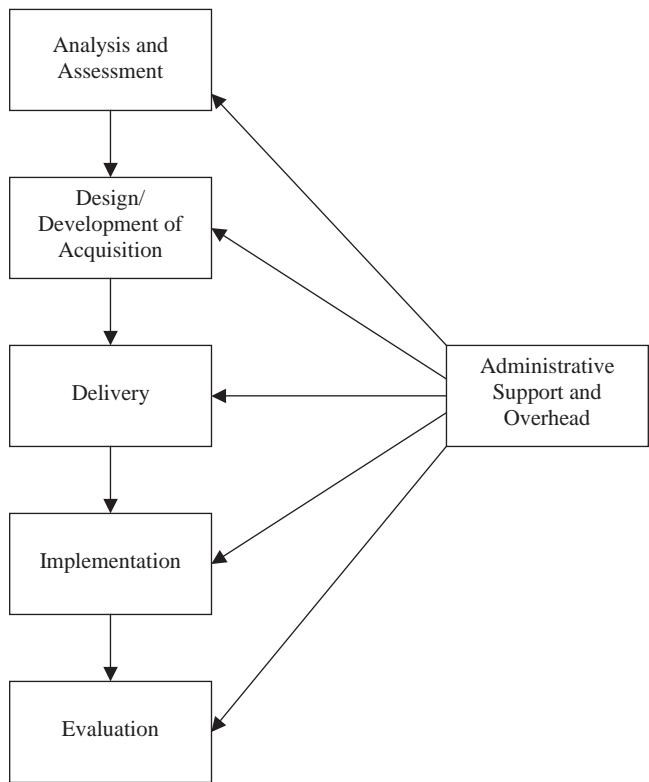 Analysis and
Assessment
Design/
Development of
Acquisition
Delivery
Administrative
Support and
Overhead
Implementation
Evaluation